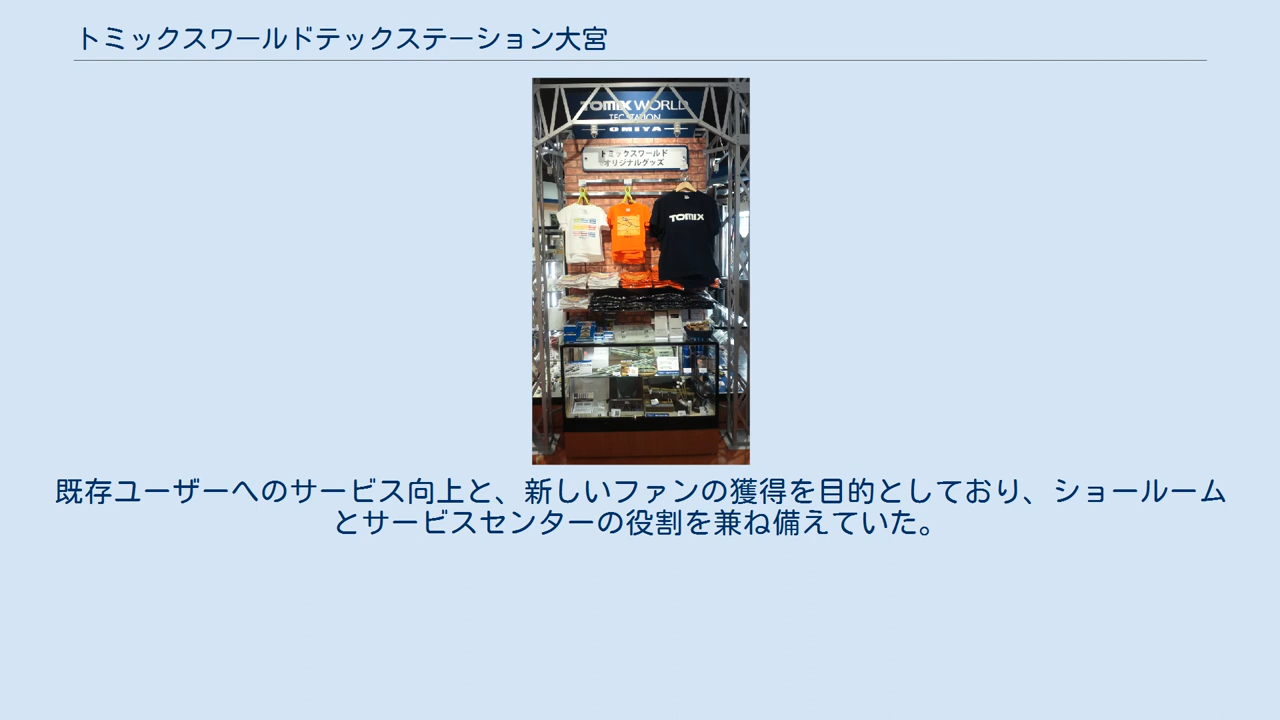 トミックスワールドテックステーション大宮
TOMIX WORLD
TEC STATION
OMIYA
トミックスワールド
オリジナルグッズ
TOMIX
既存ユーザーへのサービス向上と、新しいファンの獲得を目的としており、ショールーム
とサービスセンターの役割を兼ね備えていた。